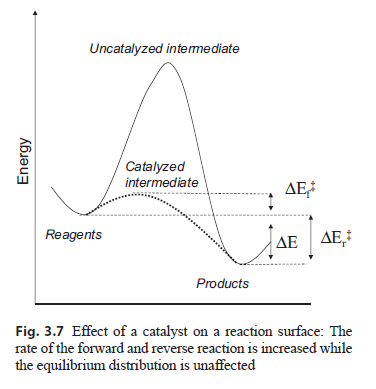 Uncatalyzed intermediate
Energy
Catalyzed
intermediate
ΔEf‡
Reagents
ΔE
ΔEr‡
Products
Fig. 3.7 Effect of a catalyst on a reaction surface: The
rate of the forward and reverse reaction is increased while
the equilibrium distribution is unaffected